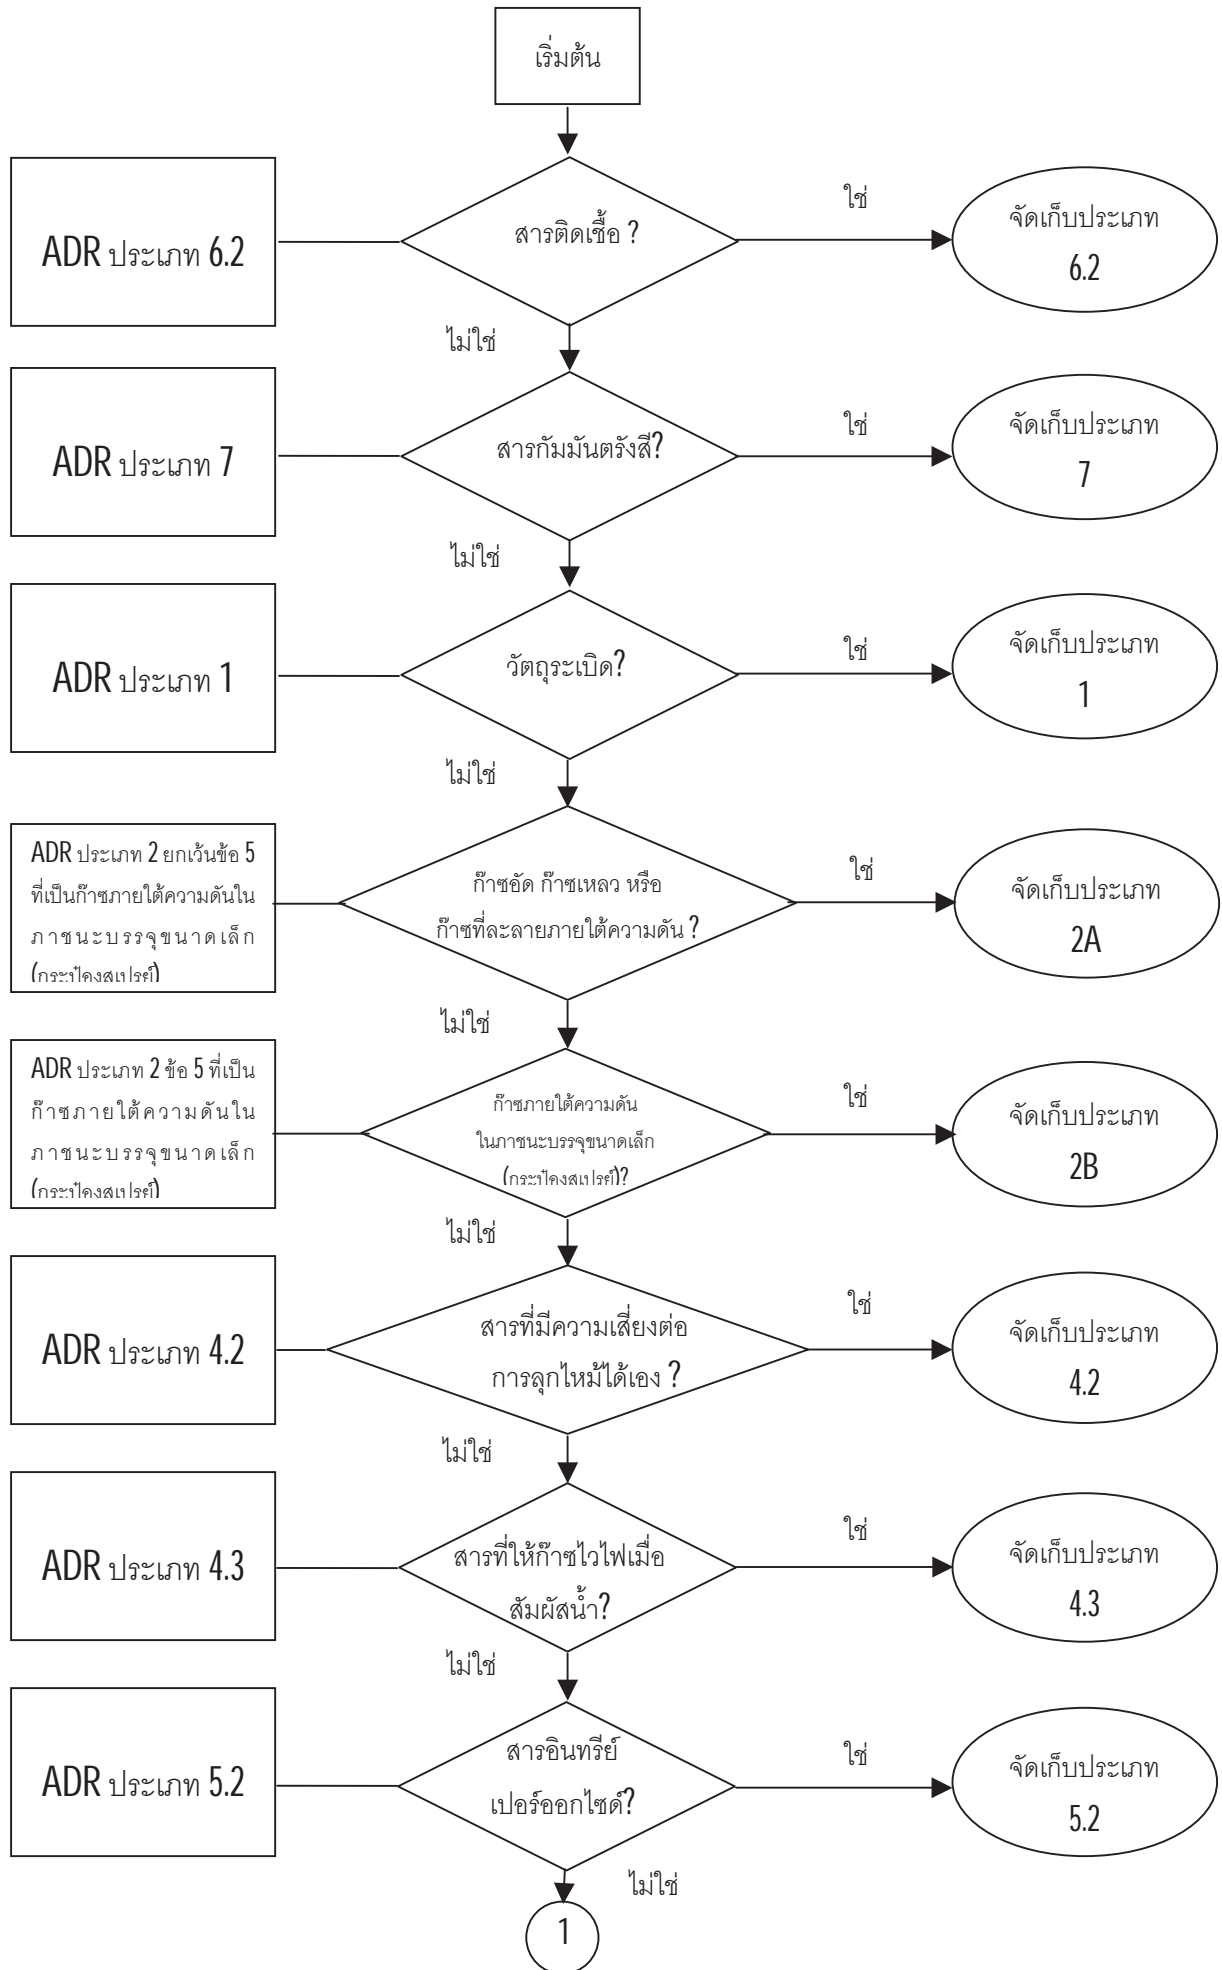 เริ่มต้น
ADR ประเภท 6.2
สารติดเชื้อ ?
ใช่
จัดเก็บประเภท
6.2
ไม่ใช่
ADR ประเภท 7
สารกัมมันตรังสี?
ใช่
จัดเก็บประเภท
7
ไม่ใช่
ADR ประเภท 1
วัตถุระเบิด?
ใช่
จัดเก็บประเภท
1
ไม่ใช่
ADR ประเภท 2 ยกเว้นข้อ 5
ที่เป็นก๊าซภายใต้ความดันใน
ภาชนะบรรจุขนาดเล็ก
(กระป๋องสเปรย์)
ก๊าซอัด ก๊าซเหลว หรือ
ก๊าซที่ละลายภายใต้ความดัน ?
ใช่
จัดเก็บประเภท
2A
ไม่ใช่
ADR ประเภท 2 ข้อ 5 ที่เป็น
ก๊าซภายใต้ความดันใน
ภาชนะบรรจุขนาดเล็ก
(กระป๋องสเปรย์)
ก๊าซภายใต้ความดัน
ในภาชนะบรรจุขนาดเล็ก
(กระป๋องสเปรย์)?
ใช่
จัดเก็บประเภท
2B
ไม่ใช่
ADR ประเภท 4.2
สารที่มีความเสี่ยงต่อ
การลุกไหม้ได้เอง ?
ใช่
จัดเก็บประเภท
4.2
ไม่ใช่
ADR ประเภท 4.3
สารที่ให้ก๊าซไวไฟเมื่อ
สัมผัสน้ำ?
ใช่
จัดเก็บประเภท
4.3
ไม่ใช่
ADR ประเภท 5.2
สารอินทรีย์
เปอร์ออกไซด์?
ใช่
จัดเก็บประเภท
5.2
ไม่ใช่
1